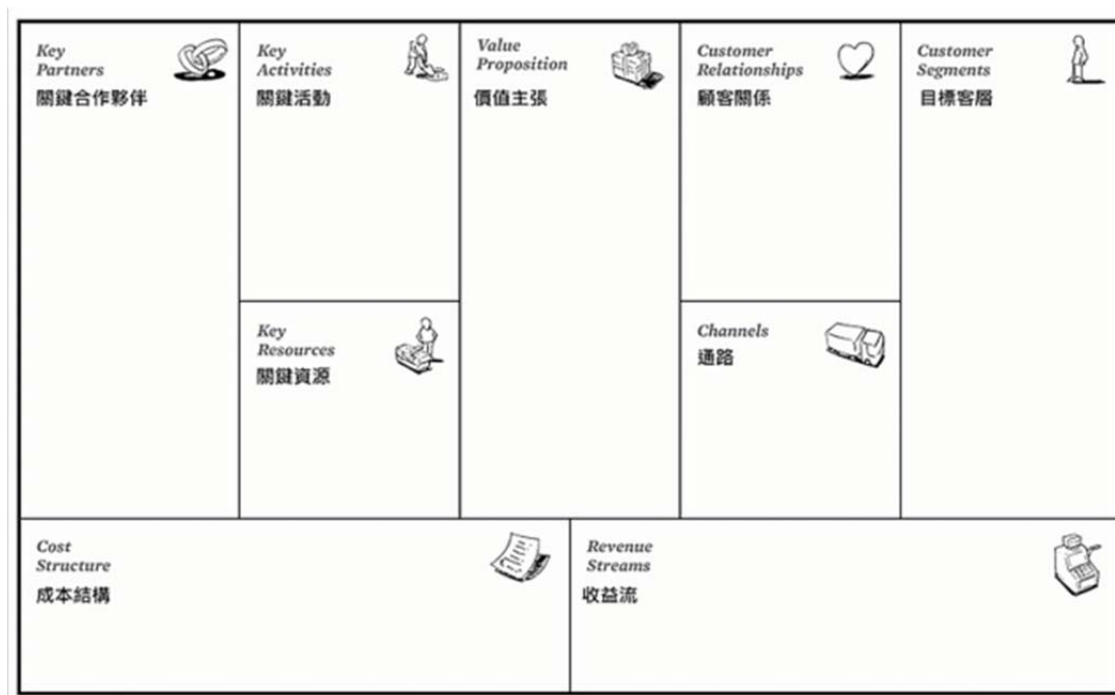 Key
Partners
關鍵合作夥伴
Key
Activities
關鍵活動
Value
Proposition
價值主張
Customer
Relationships
顧客關係
Customer
Segments
目標客層
Key
Resources
關鍵資源
Channels
通路
Cost
Structure
成本結構
Revenue
Streams
收益流